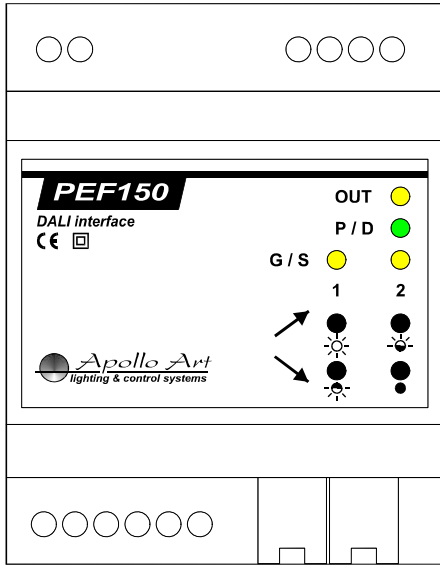 PEF150
OUT
DALI interface
P / D
CE
G / S
1 2
Apollo Art
lighting & control systems